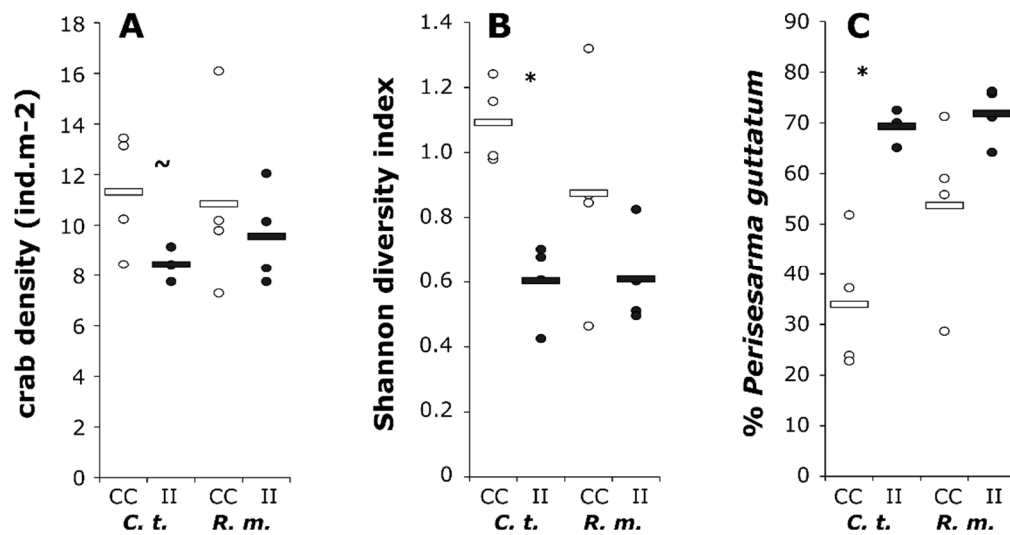 A
crab density (ind.m-2)
18
16
14
12
10
8
6
4
2
0
~
CC II CC II
C. t. R. m.
B
Shannon diversity index
1.4
1.2
1.0
0.8
0.6
0.4
0.2
0
*
CC II CC II
C. t. R. m.
C
% Perisesarma guttatum
90
80
70
60
50
40
30
20
10
0
*
CC II CC II
C. t. R. m.